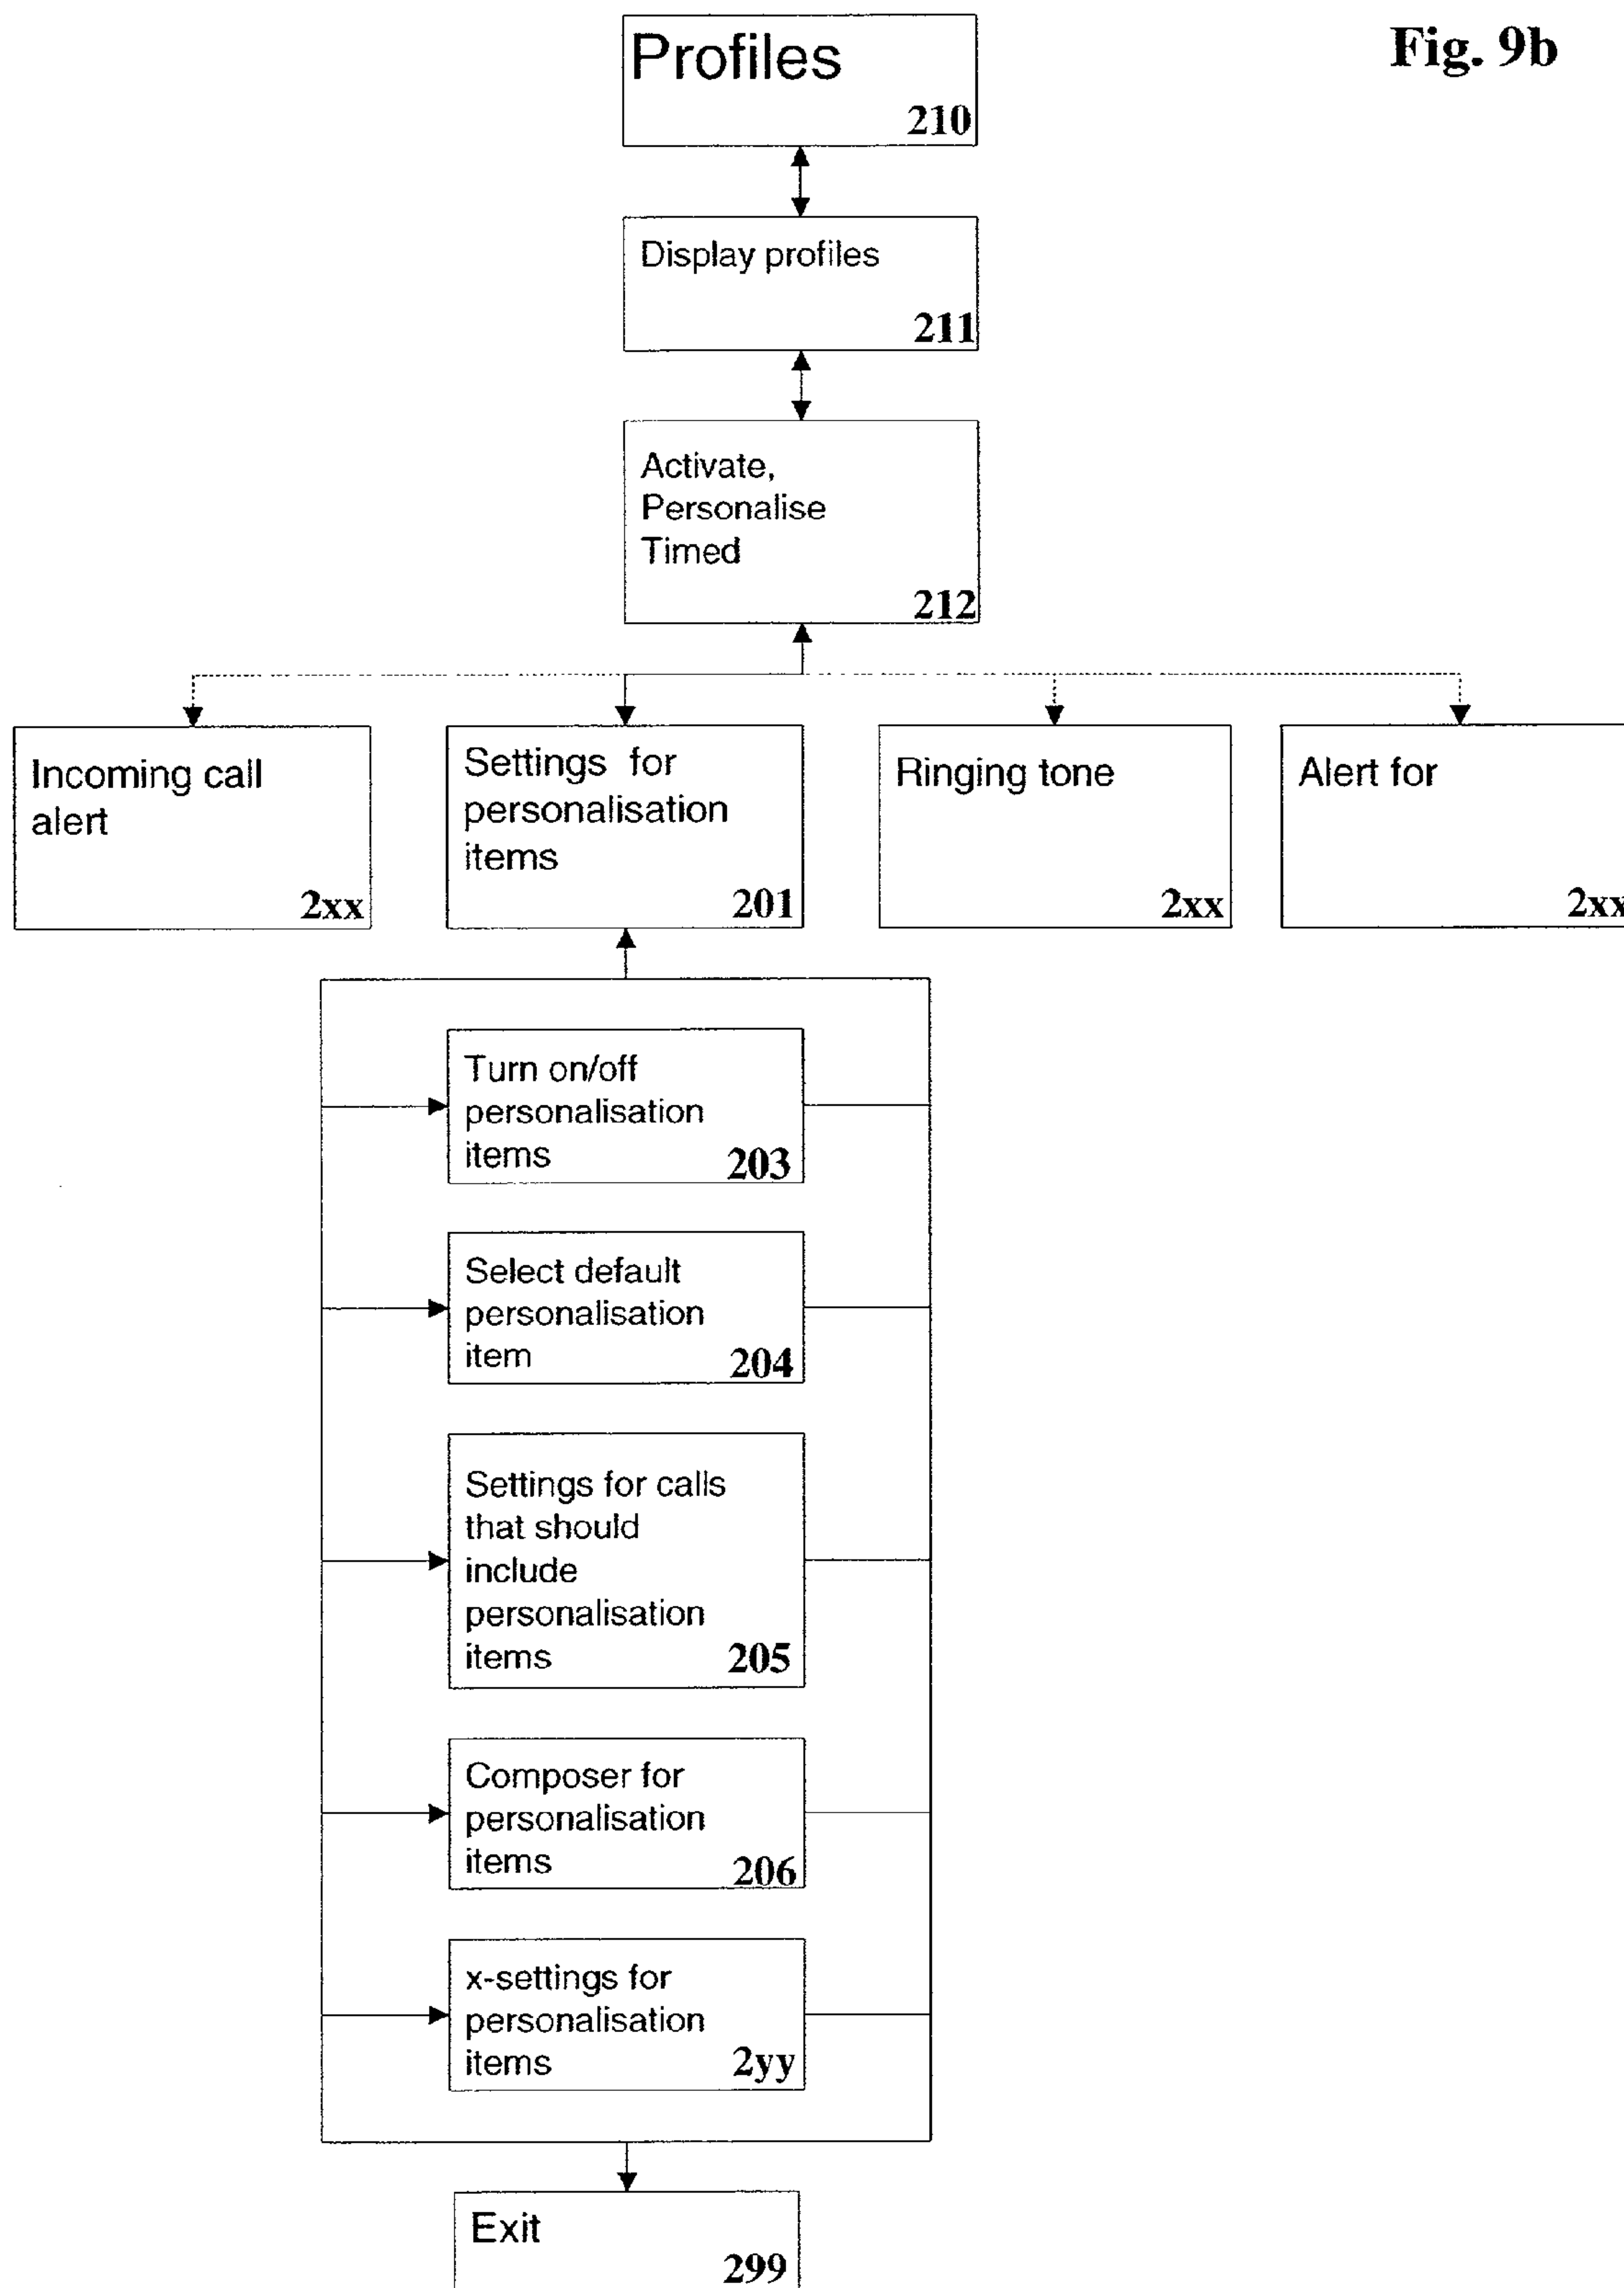 Fig. 9b
Profiles
210
Display profiles
211
Activate,
Personalise
Timed
212
Incoming call
alert
2xx
Settings for
personalisation
items
201
Ringing tone
2xx
Alert for
2xx
Turn on/off
personalisation
items
203
Select default
personalisation
item
204
Settings for calls
that should
include
personalisation
items
205
Composer for
personalisation
items
206
x-settings for
personalisation
items
2yy
Exit
299